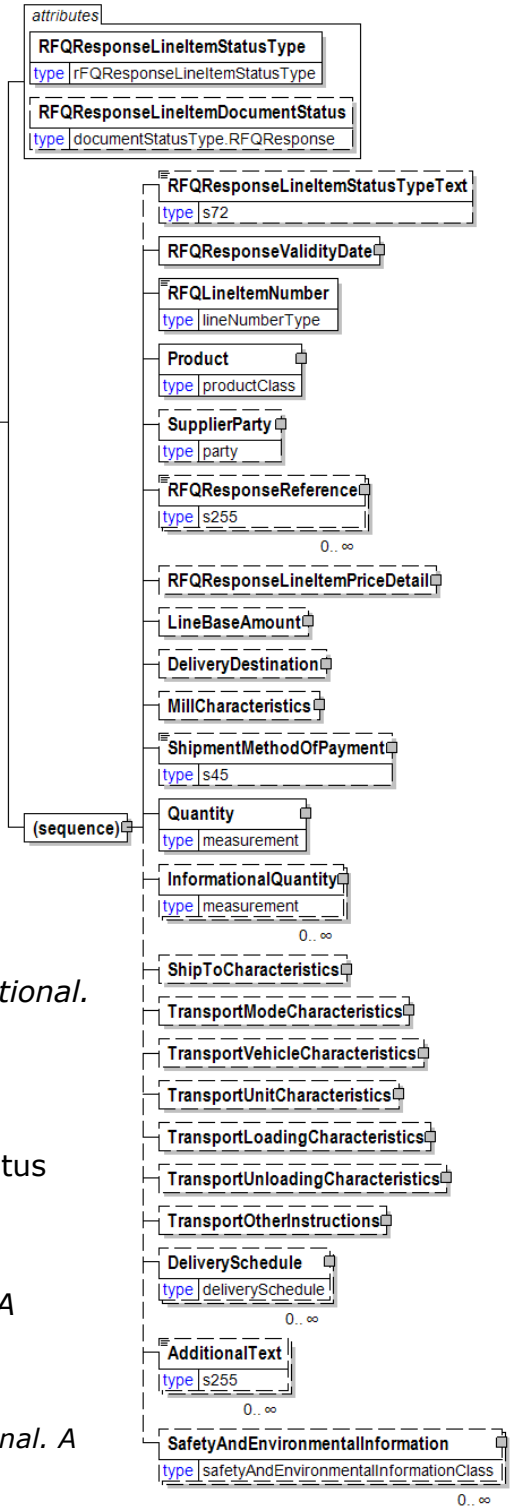 attributes
RFQResponseLineItemStatusType
type rFQResponseLineItemStatusType
RFQResponseLineItemDocumentStatus
type documentStatusType.RFQResponse
RFQResponseLineItemStatusTypeText
type s72
RFQResponseValidityDate
RFQLineItemNumber
type lineNumberType
Product
type productClass
SupplierParty
type party
RFQResponseReference
type s255
0.. ∞
RFQResponseLineItemPriceDetail
LineBaseAmount
DeliveryDestination
MillCharacteristics
ShipmentMethodOfPayment
type s45
(sequence)
Quantity
type measurement
InformationalQuantity
type measurement
0.. ∞
ShipToCharacteristics
tional.
TransportModeCharacteristics
TransportVehicleCharacteristics
TransportUnitCharacteristics
TransportLoadingCharacteristics
tus
TransportUnloadingCharacteristics
TransportOtherInstructions
DeliverySchedule
type deliverySchedule
A
0.. ∞
AdditionalText
type s255
0.. ∞
nal. A
SafetyAndEnvironmentalInformation
type safetyAndEnvironmentalInformationClass
0.. ∞